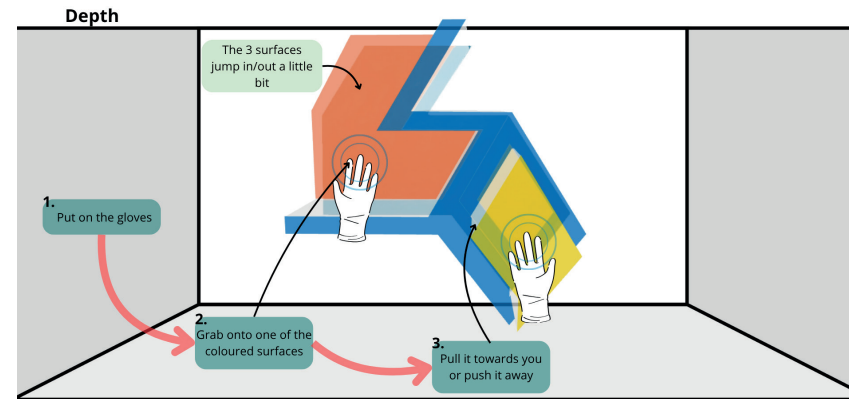 Depth
The 3 surfaces
jump in/out a little
bit
1.
Put on the gloves
2.
Grab onto one of the
coloured surfaces
3.
Pull it towards you
or push it away